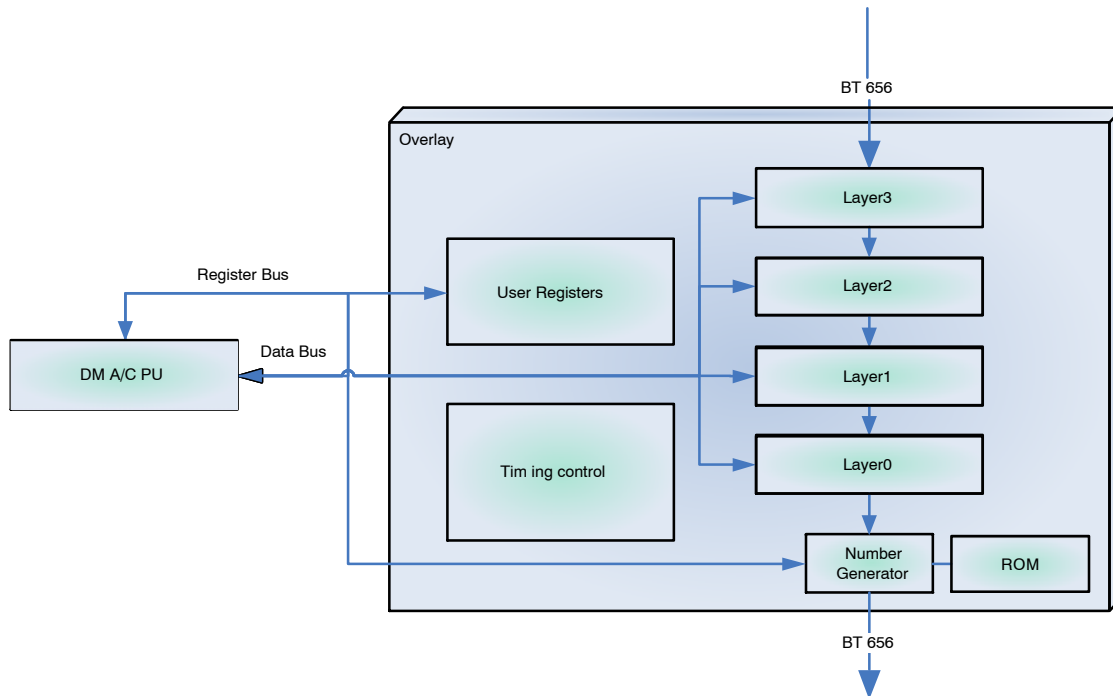 BT 656
Overlay
Layer3
Register Bus
User Registers
Layer2
Data Bus
DM A/C PU
Layer1
Tim ing control
Layer0
Number
Generator
ROM
BT 656